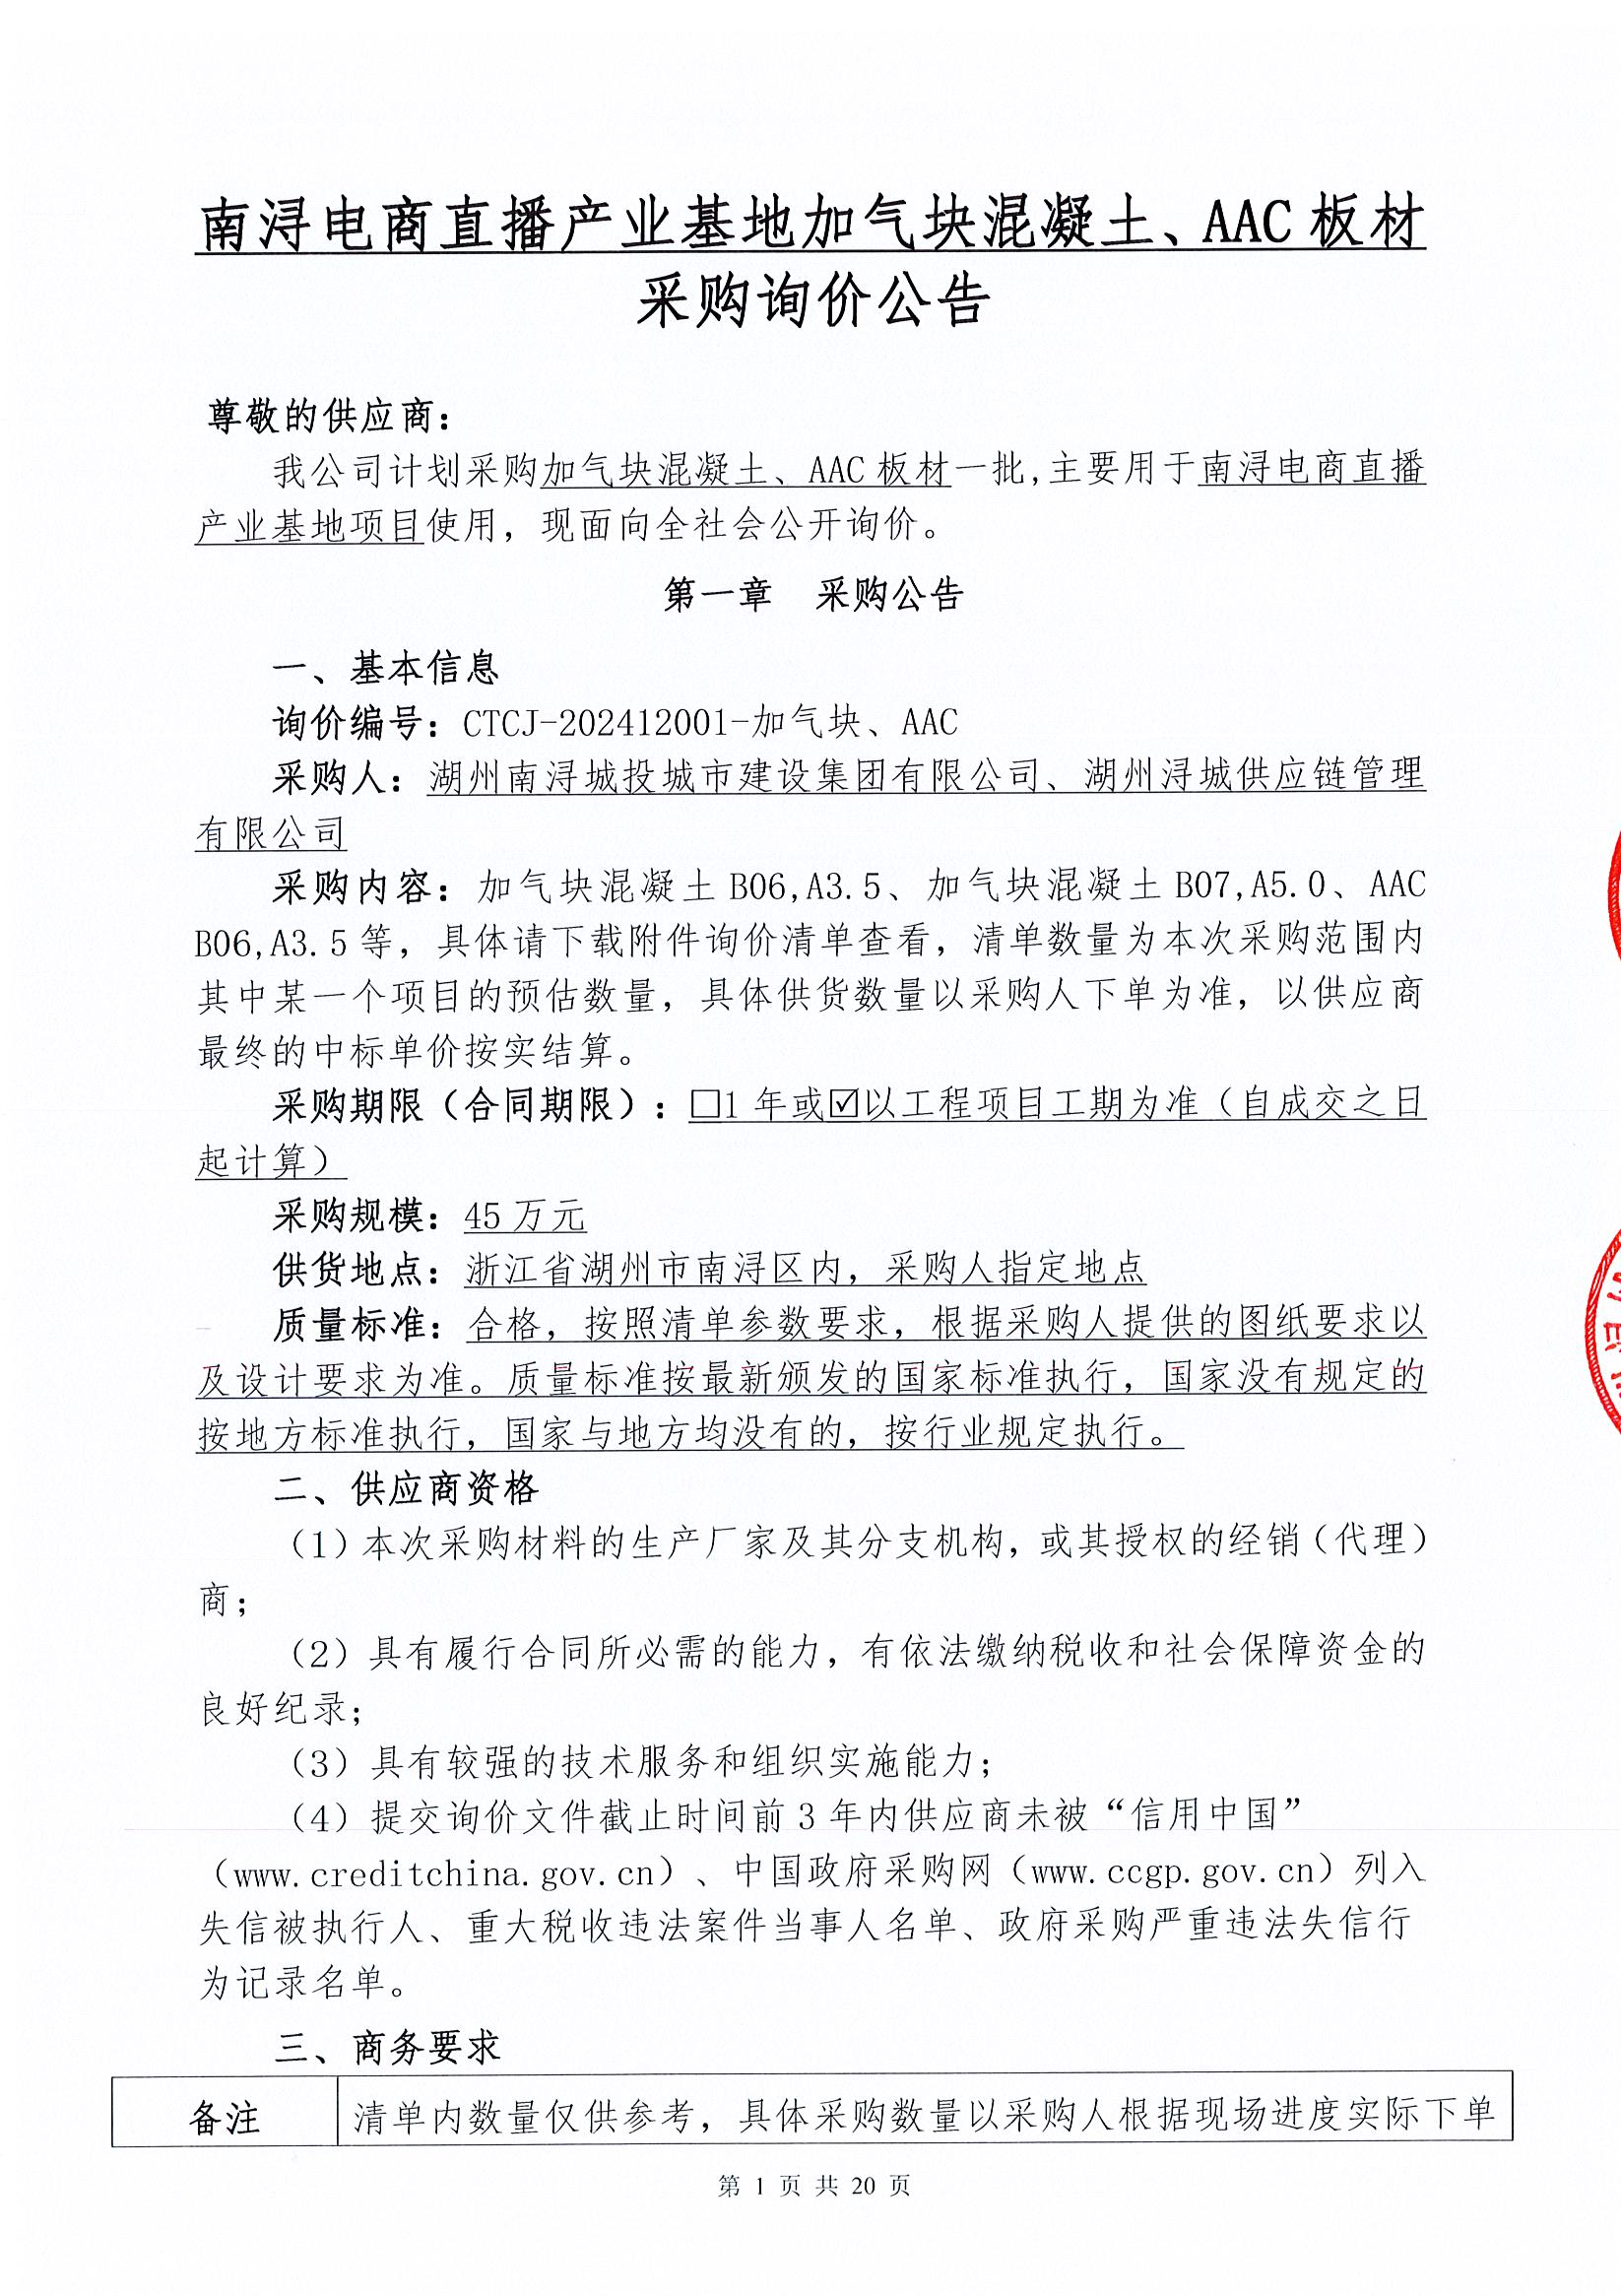 南浔电商直播产业基地加气块混凝土、AAC 板材
采购询价公告
尊敬的供应商：
我公司计划采购加气块混凝土、AAC 板材一批,主要用于南浔电商直播
产业基地项目使用，现面向全社会公开询价。
第一章　采购公告
一、基本信息
询价编号：CTCJ-202412001-加气块、AAC
采购人：湖州南浔城投城市建设集团有限公司、湖州浔城供应链管理
有限公司
采购内容：加气块混凝土 B06,A3.5、加气块混凝土 B07,A5.0、AAC
B06,A3.5 等，具体请下载附件询价清单查看，清单数量为本次采购范围内
其中某一个项目的预估数量，具体供货数量以采购人下单为准，以供应商
最终的中标单价按实结算。
采购期限（合同期限）：☐1 年或☑以工程项目工期为准（自成交之日
起计算）
采购规模：45 万元
供货地点：浙江省湖州市南浔区内，采购人指定地点
质量标准：合格，按照清单参数要求，根据采购人提供的图纸要求以
及设计要求为准。质量标准按最新颁发的国家标准执行，国家没有规定的
按地方标准执行，国家与地方均没有的，按行业规定执行。
二、供应商资格
（1）本次采购材料的生产厂家及其分支机构，或其授权的经销（代理）
商；
（2）具有履行合同所必需的能力，有依法缴纳税收和社会保障资金的
良好纪录；
（3）具有较强的技术服务和组织实施能力；
（4）提交询价文件截止时间前 3 年内供应商未被“信用中国”
（www.creditchina.gov.cn）、中国政府采购网（www.ccgp.gov.cn）列入
失信被执行人、重大税收违法案件当事人名单、政府采购严重违法失信行
为记录名单。
三、商务要求
备注　清单内数量仅供参考，具体采购数量以采购人根据现场进度实际下单
第 1 页 共 20 页